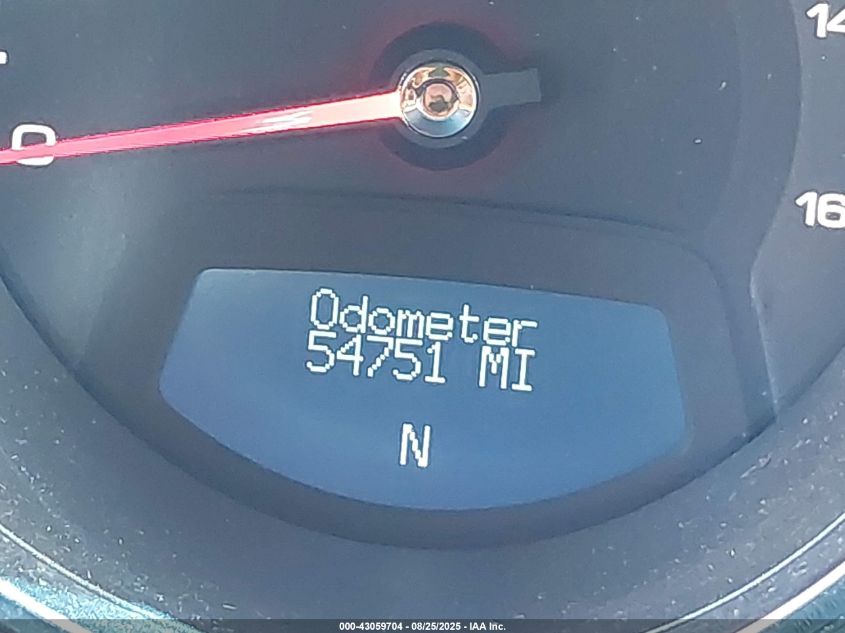 14
0
16
Odometer
54751 MI
N
000-43059704 - 08/25/2025 - IAA Inc.